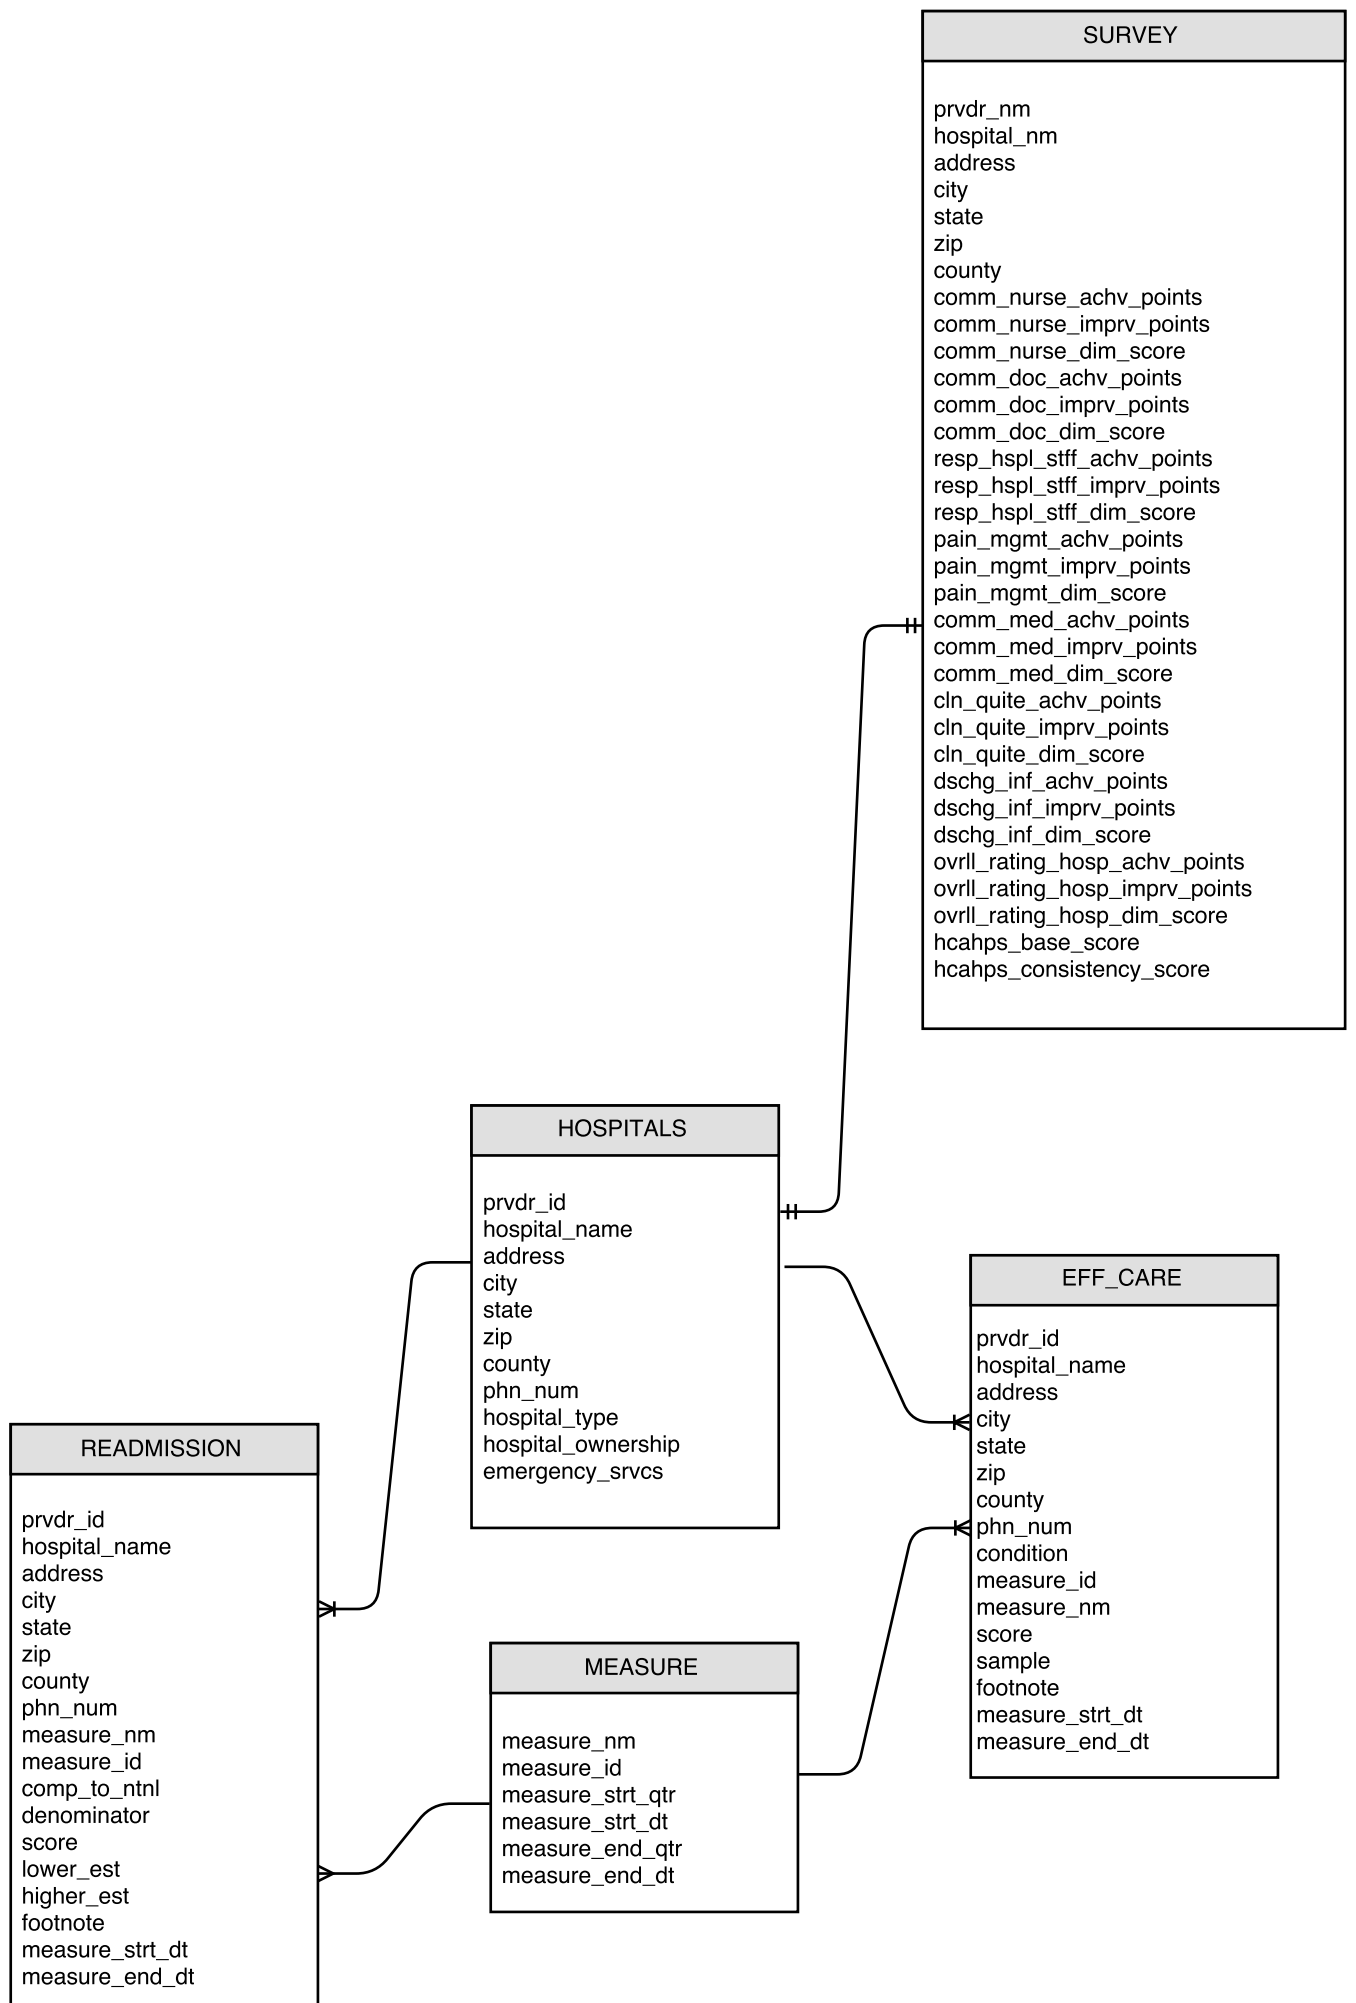 SURVEY
prvdr_nm
hospital_nm
address
city
state
zip
county
comm_nurse_achv_points
comm_nurse_imprv_points
comm_nurse_dim_score
comm_doc_achv_points
comm_doc_imprv_points
comm_doc_dim_score
resp_hspl_stff_achv_points
resp_hspl_stff_imprv_points
resp_hspl_stff_dim_score
pain_mgmt_achv_points
pain_mgmt_imprv_points
pain_mgmt_dim_score
comm_med_achv_points
comm_med_imprv_points
comm_med_dim_score
cln_quite_achv_points
cln_quite_imprv_points
cln_quite_dim_score
dschg_inf_achv_points
dschg_inf_imprv_points
dschg_inf_dim_score
ovrll_rating_hosp_achv_points
ovrll_rating_hosp_imprv_points
ovrll_rating_hosp_dim_score
hcahps_base_score
hcahps_consistency_score
HOSPITALS
prvdr_id
hospital_name
address
city
state
zip
county
phn_num
hospital_type
hospital_ownership
emergency_srvcs
EFF_CARE
prvdr_id
hospital_name
address
city
state
zip
county
phn_num
condition
measure_id
measure_nm
score
sample
footnote
measure_strt_dt
measure_end_dt
READMISSION
prvdr_id
hospital_name
address
city
state
zip
county
phn_num
measure_nm
measure_id
comp_to_ntnl
denominator
score
lower_est
higher_est
footnote
measure_strt_dt
measure_end_dt
MEASURE
measure_nm
measure_id
measure_strt_qtr
measure_strt_dt
measure_end_qtr
measure_end_dt